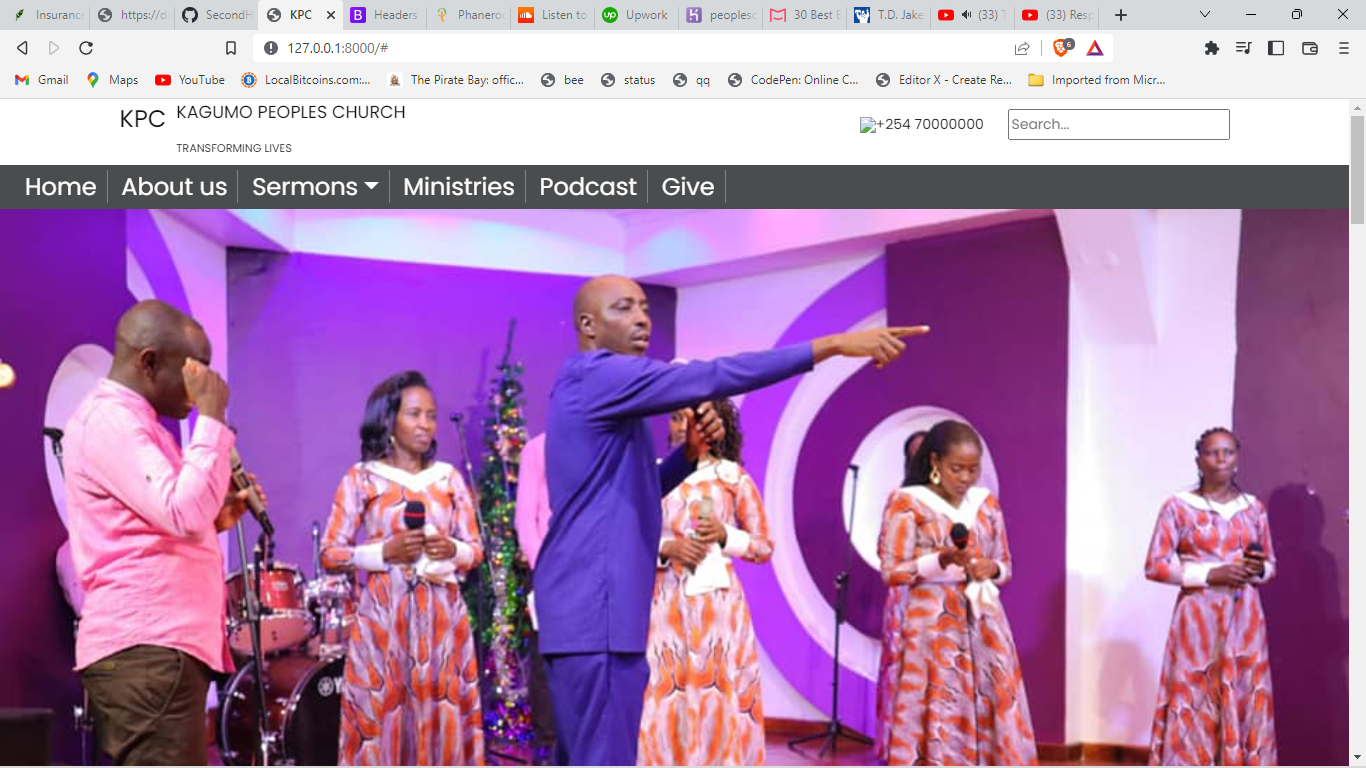 Insurance https://d SecondH KPC Headers Phanero Listen to Upwork peoplesc 30 Best E T.D. Jake (33) T (33) Resp
127.0.0.1:8000/# 6
Gmail Maps YouTube LocalBitcoins.com:... The Pirate Bay: offic... bee status qq CodePen: Online C... Editor X - Create Re... Imported from Micr...
KPC KAGUMO PEOPLES CHURCH +254 70000000 Search...
TRANSFORMING LIVES
Home About us Sermons Ministries Podcast Give